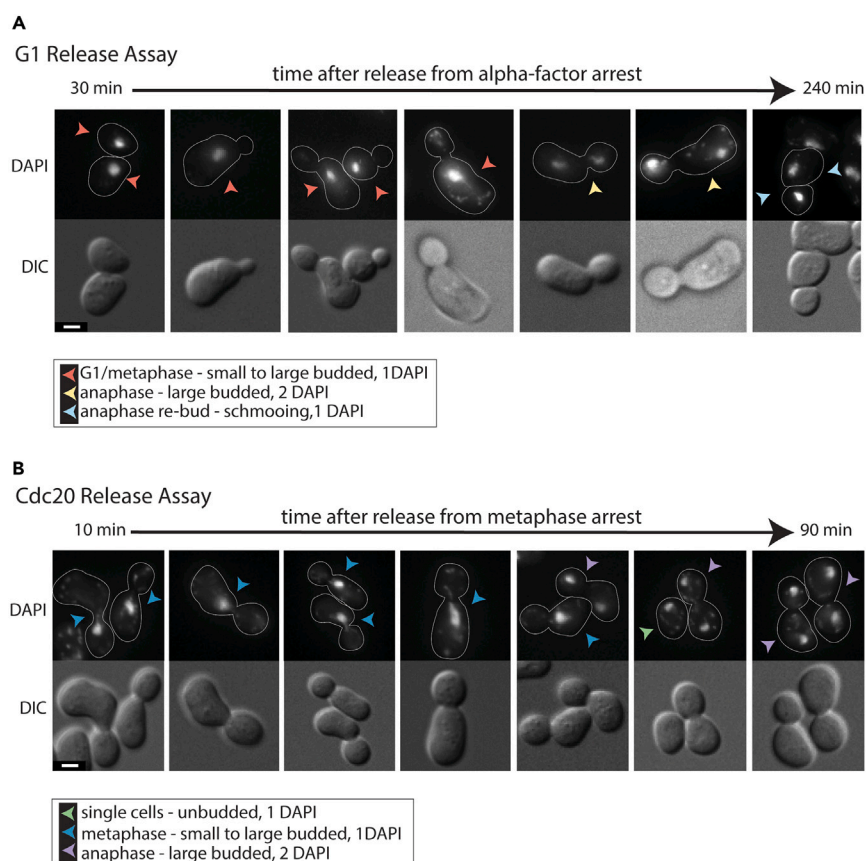 A
G1 Release Assay
time after release from alpha-factor arrest
30 min
240 min
DAPI
DIC
G1/metaphase - small to large budded, 1DAPI
anaphase - large budded, 2 DAPI
anaphase re-bud - schmooing,1 DAPI
B
Cdc20 Release Assay
time after release from metaphase arrest
10 min
90 min
DAPI
DIC
single cells - unbudded, 1 DAPI
metaphase - small to large budded, 1DAPI
anaphase - large budded, 2 DAPI